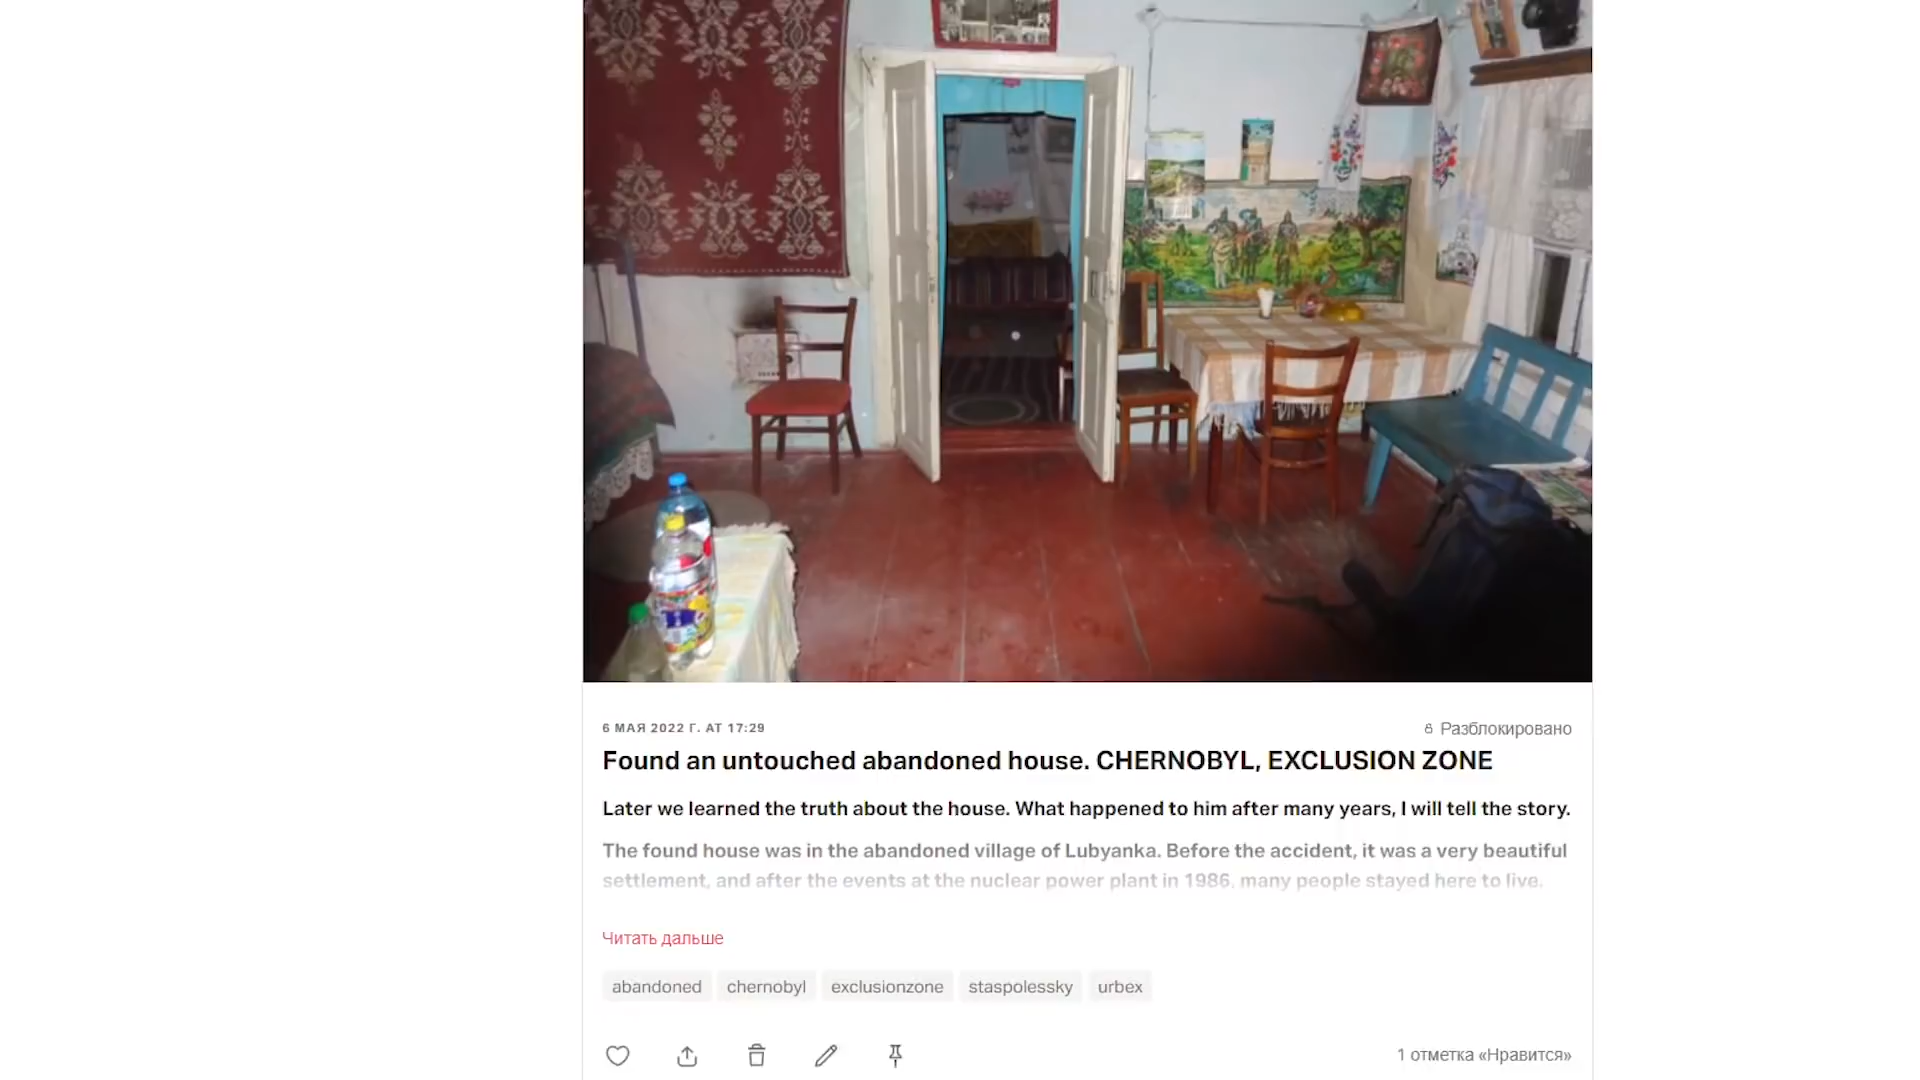 6 МАЯ 2022 Г. AT 17:29
Разблокировано
Found an untouched abandoned house. CHERNOBYL, EXCLUSION ZONE
Later we learned the truth about the house. What happened to him after many years, I will tell the story.
The found house was in the abandoned village of Lubyanka. Before the accident, it was a very beautiful
settlement, and after the events at the nuclear power plant in 1986, many people stayed here to live.
Читать дальше
abandoned chernobyl exclusionzone staspolessky urbex
1 отметка «Нравится»